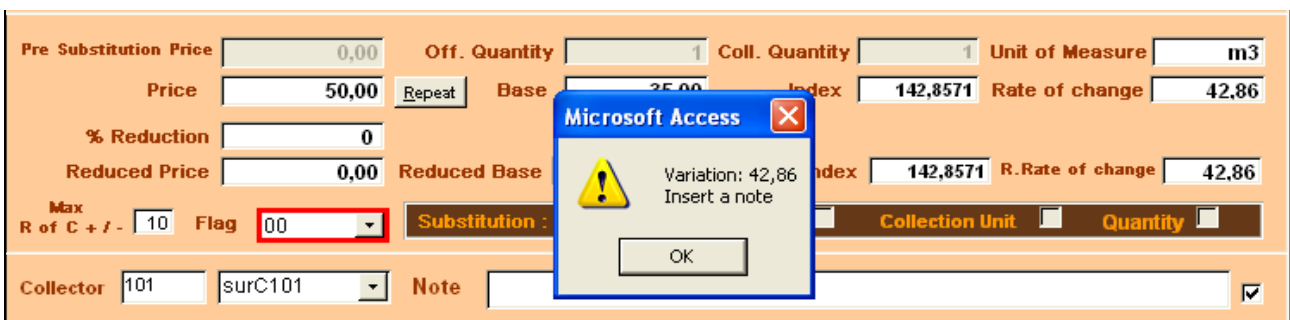 Pre Substitution Price 0,00 Off. Quantity 1 Coll. Quantity 1 Unit of Measure m3
Price 50,00 Repeat Base 35,00 Index 142,8571 Rate of change 42,86
Microsoft Access
% Reduction 0
Variation: 42,86
Insert a note
Reduced Price 0,00 Reduced Base ndex 142,8571 R.Rate of change 42,86
Max
R of C + / - 10 Flag 00 Substitution : Collection Unit Quantity
OK
Collector 101 surC101 Note